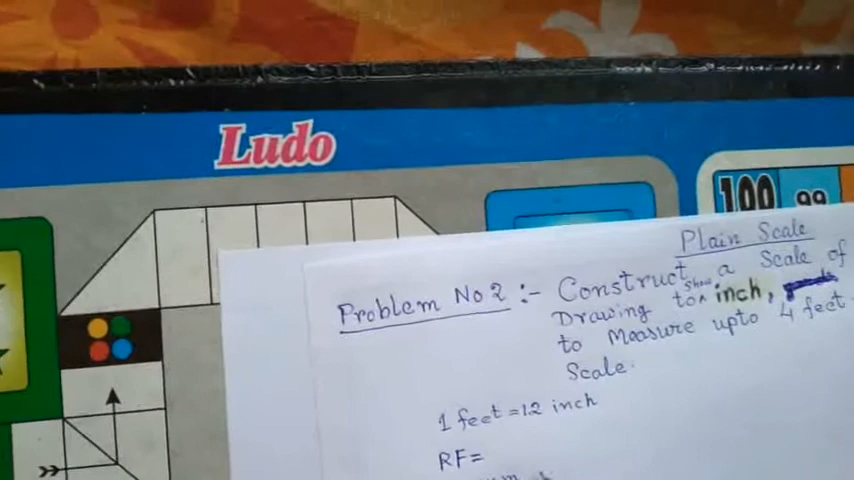 Ludo
100 99
Plain Scale
Problem No 2 :- Construct a Scale of
Drawing to show inch,
to Measure upto 4 feet.
Scale.
1 feet = 12 inch
RF=